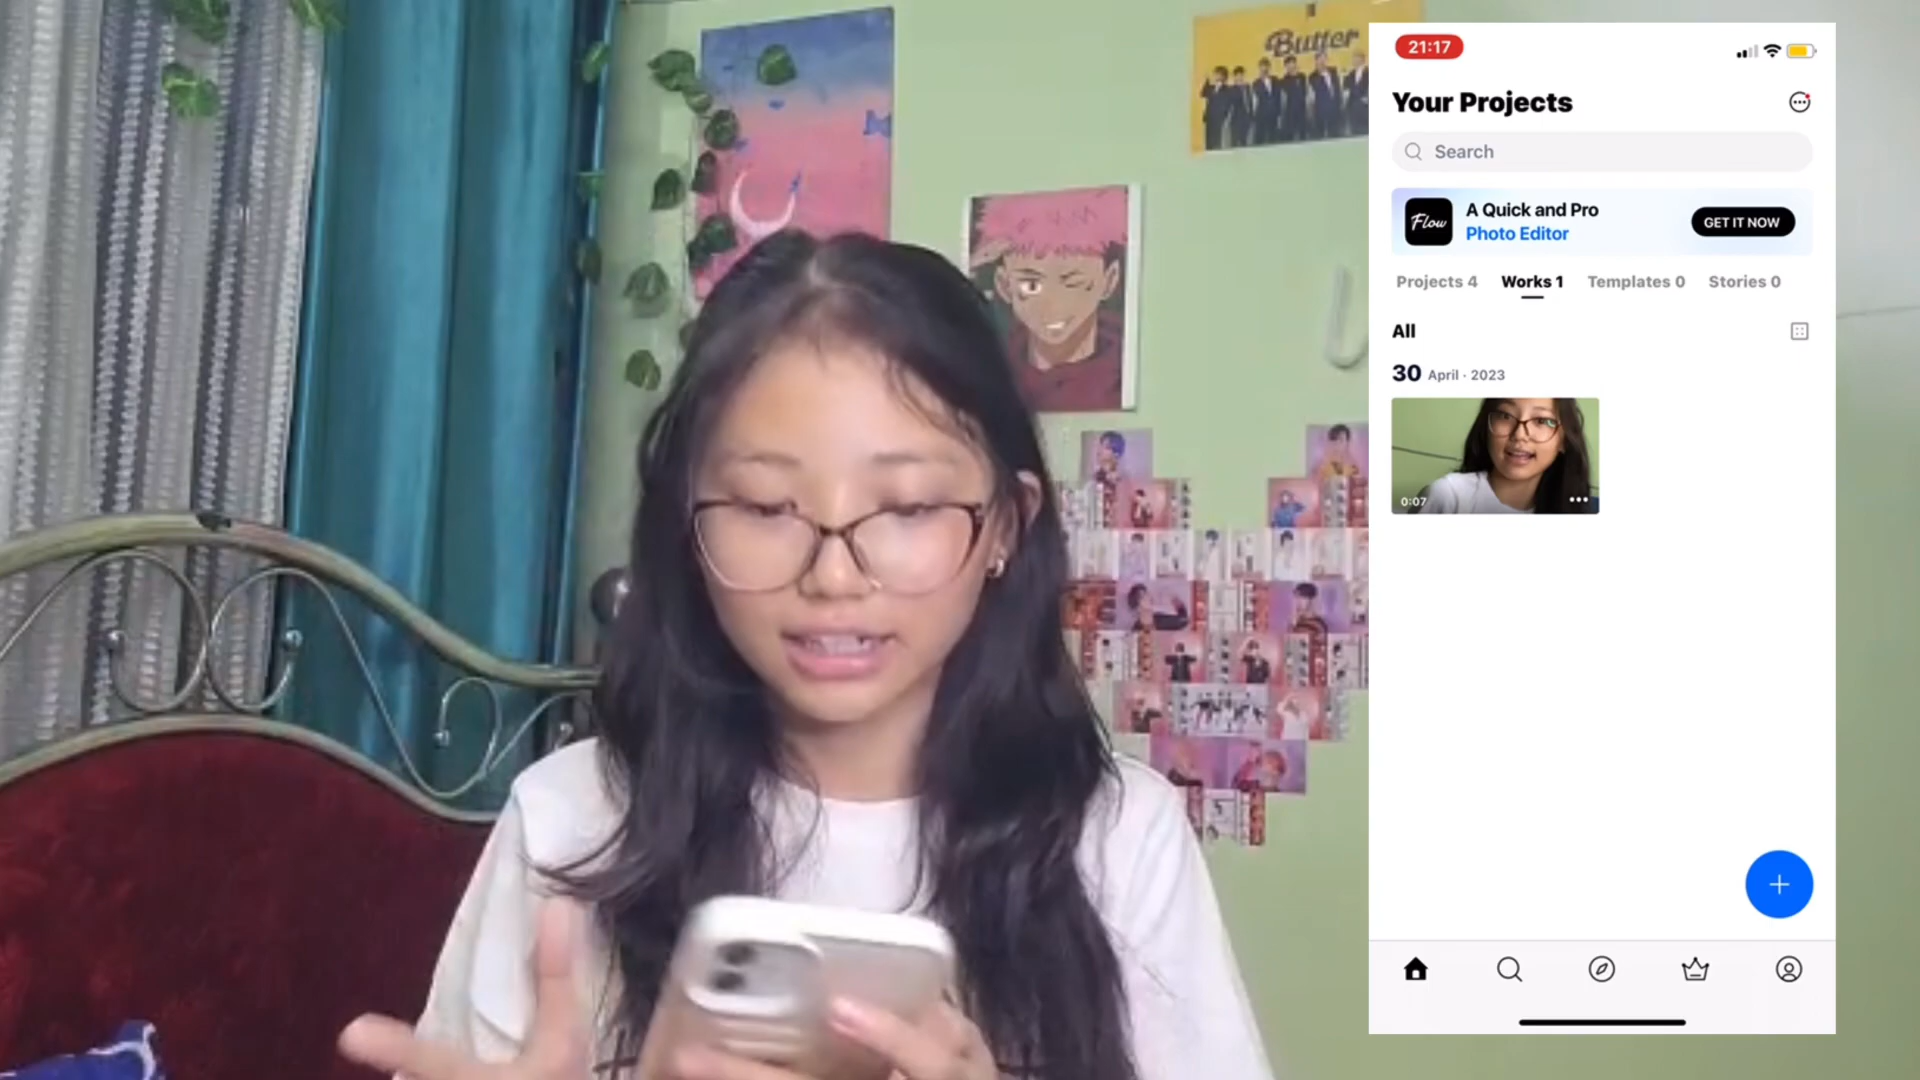 Butter
21:17
Your Projects
Search
Flow
A Quick and Pro
Photo Editor
GET IT NOW
Projects 4
Works 1
Templates 0
Stories 0
All
30 April · 2023
0:07